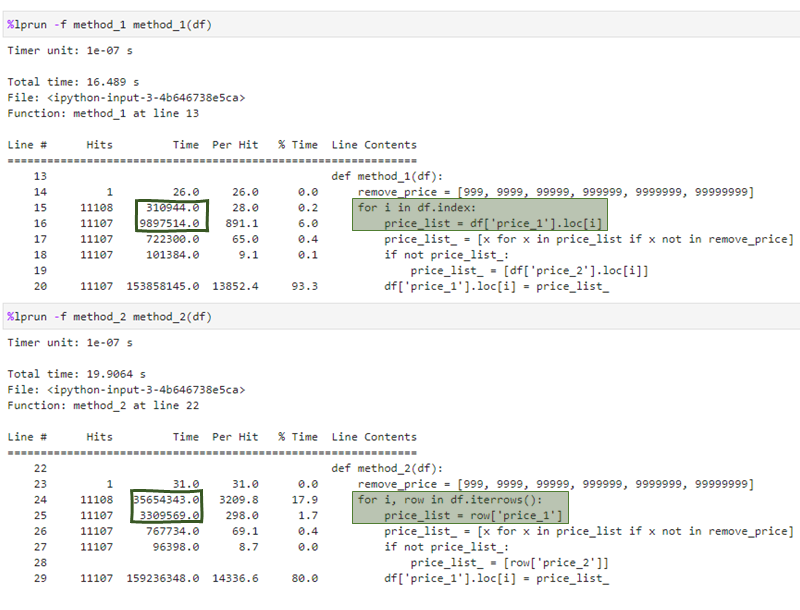 %lprun -f method_1 method_1(df)
Timer unit: 1e-07 s
Total time: 16.489 s
File: <ipython-input-3-4b646738e5ca>
Function: method_1 at line 13
Line #      Hits         Time  Per Hit   % Time  Line Contents
==============================================================
    13                                           def method_1(df):
    14         1         26.0     26.0      0.0      remove_price = [999, 9999, 99999, 999999, 9999999, 99999999]
    15     11108     310944.0     28.0      0.2      for i in df.index:
    16     11107    9897514.0    891.1      6.0          price_list = df['price_1'].loc[i]
    17     11107     722300.0     65.0      0.4          price_list_ = [x for x in price_list if x not in remove_price]
    18     11107     101384.0      9.1      0.1          if not price_list_:
    19                                                       price_list_ = [df['price_2'].loc[i]]
    20     11107  153858145.0  13852.4     93.3          df['price_1'].loc[i] = price_list_
%lprun -f method_2 method_2(df)
Timer unit: 1e-07 s
Total time: 19.9064 s
File: <ipython-input-3-4b646738e5ca>
Function: method_2 at line 22
Line #      Hits         Time  Per Hit   % Time  Line Contents
==============================================================
    22                                           def method_2(df):
    23         1         31.0     31.0      0.0      remove_price = [999, 9999, 99999, 999999, 9999999, 99999999]
    24     11108   35654343.0   3209.8     17.9      for i, row in df.iterrows():
    25     11107    3309569.0    298.0      1.7          price_list = row['price_1']
    26     11107     767734.0     69.1      0.4          price_list_ = [x for x in price_list if x not in remove_price]
    27     11107      96398.0      8.7      0.0          if not price_list_:
    28                                                       price_list_ = [row['price_2']]
    29     11107  159236348.0  14336.6     80.0          df['price_1'].loc[i] = price_list_